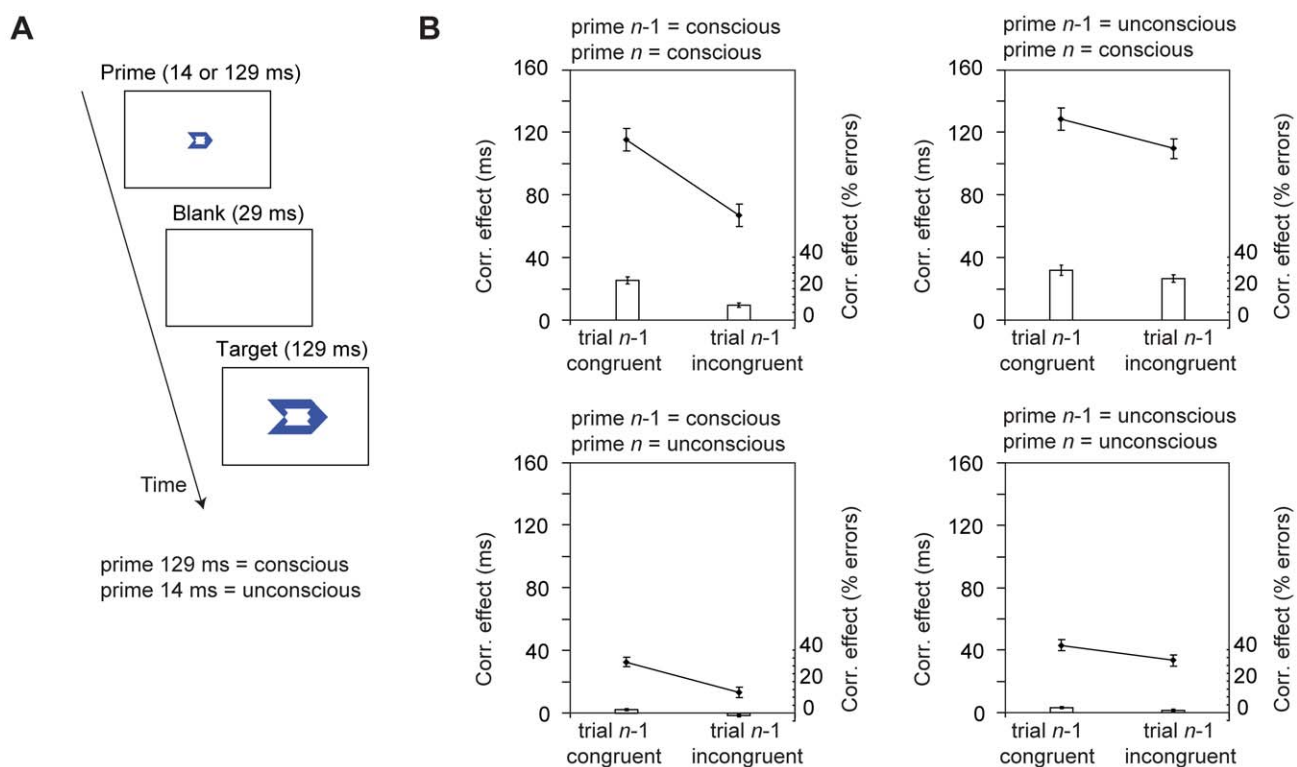 A
Prime (14 or 129 ms)
Blank (29 ms)
Target (129 ms)
Time
prime 129 ms = conscious
prime 14 ms = unconscious
B
prime n-1 = conscious
prime n = conscious
160
120
80
40
0
Corr. effect (ms)
40
20
0
Corr. effect (% errors)
trial n-1
congruent
trial n-1
incongruent
prime n-1 = unconscious
prime n = conscious
160
120
80
40
0
Corr. effect (ms)
40
20
0
Corr. effect (% errors)
trial n-1
congruent
trial n-1
incongruent
prime n-1 = conscious
prime n = unconscious
160
120
80
40
0
Corr. effect (ms)
40
20
0
Corr. effect (% errors)
trial n-1
congruent
trial n-1
incongruent
prime n-1 = unconscious
prime n = unconscious
160
120
80
40
0
Corr. effect (ms)
40
20
0
Corr. effect (% errors)
trial n-1
congruent
trial n-1
incongruent